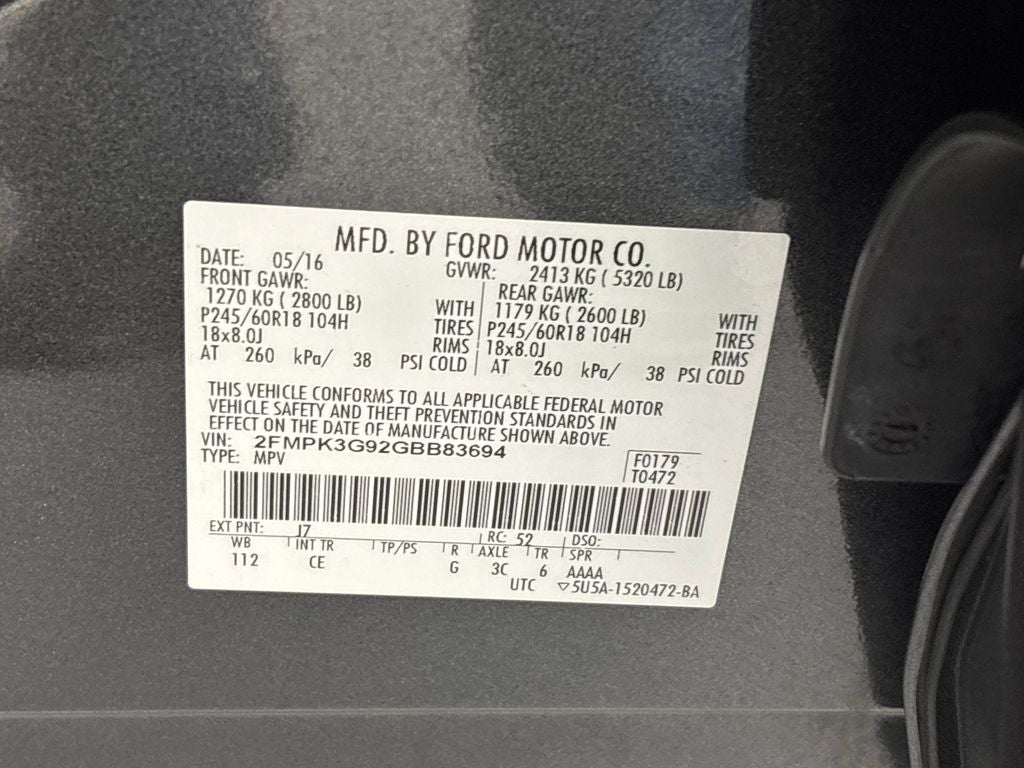 MFD. BY FORD MOTOR CO.
DATE: 05/16 GVWR: 2413 KG ( 5320 LB)
FRONT GAWR: REAR GAWR:
1270 KG ( 2800 LB) WITH 1179 KG ( 2600 LB) WITH
P245/60R18 104H TIRES P245/60R18 104H TIRES
18x8.0J RIMS 18x8.0J RIMS
AT 260 kPa/ 38 PSI COLD AT 260 kPa/ 38 PSI COLD
THIS VEHICLE CONFORMS TO ALL APPLICABLE FEDERAL MOTOR
VEHICLE SAFETY AND THEFT PREVENTION STANDARDS IN
EFFECT ON THE DATE OF MANUFACTURE SHOWN ABOVE.
VIN: 2FMPK3G92GBB83694
TYPE: MPV F0179
T0472
EXT PNT: J7 RC: 52 DSO:
WB INT TR TP/PS R AXLE TR SPR
112 CE G 3C 6 AAAA
UTC ▽5U5A-1520472-BA